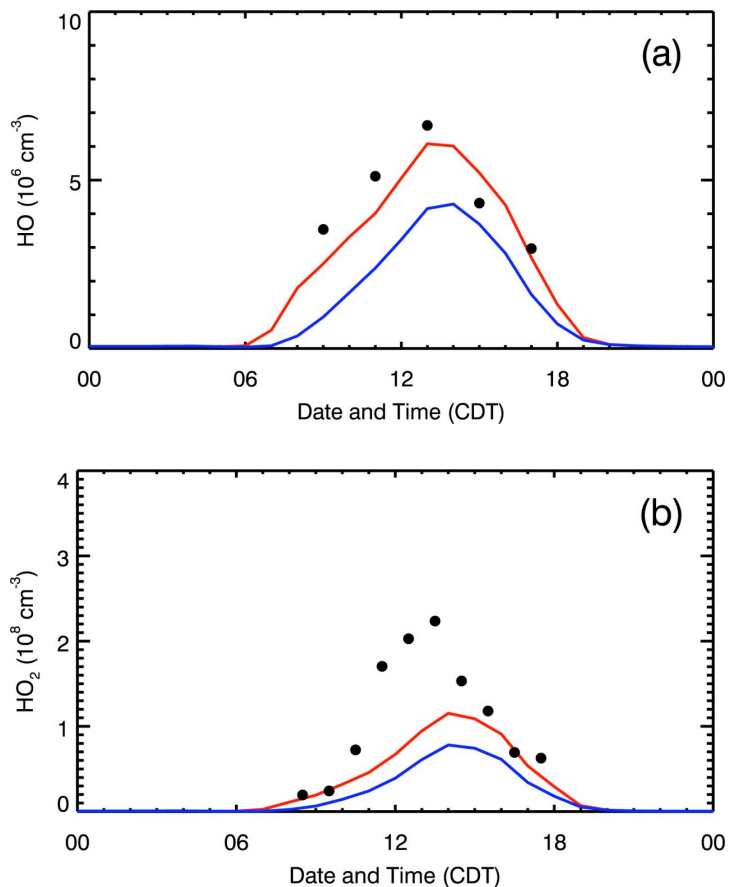 10
(a)
HO (10⁶ cm⁻³)
5
0
00 06 12 18 00
Date and Time (CDT)
4
(b)
3
HO₂ (10⁸ cm⁻³)
2
1
0
00 06 12 18 00
Date and Time (CDT)